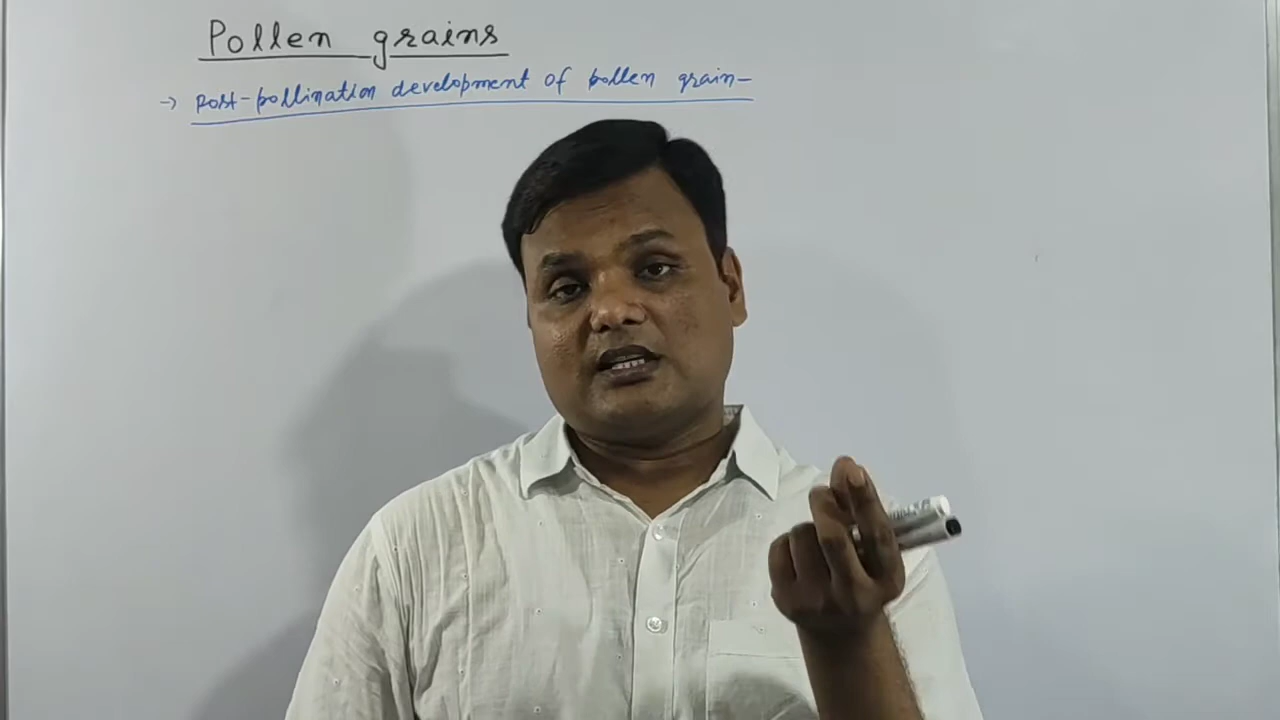 Pollen grains
→ Post-pollination development of pollen grain-